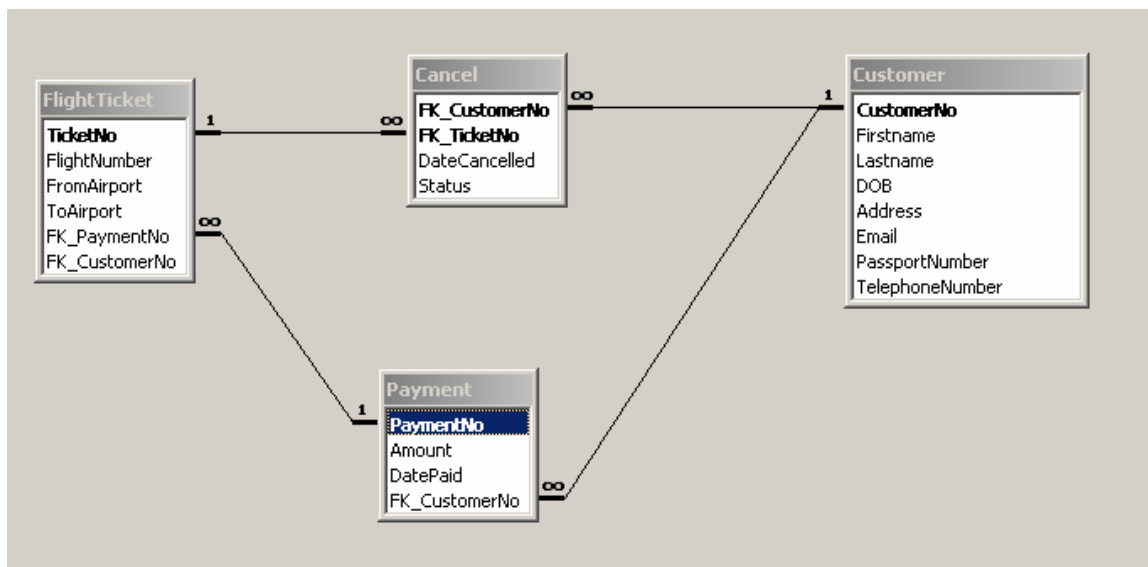 FlightTicket
TicketNo
FlightNumber
FromAirport
ToAirport
FK_PaymentNo
FK_CustomerNo
1
∞
∞
Cancel
FK_CustomerNo
FK_TicketNo
DateCancelled
Status
∞
1
Customer
CustomerNo
Firstname
Lastname
DOB
Address
Email
PassportNumber
TelephoneNumber
Payment
1
PaymentNo
Amount
DatePaid
FK_CustomerNo
∞